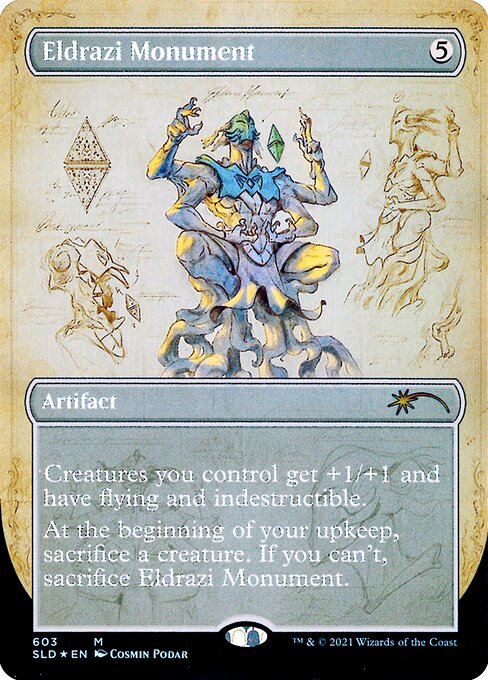 Eldrazi Monument 5
Artifact
Creatures you control get +1/+1 and
have flying and indestructible.
At the beginning of your upkeep,
sacrifice a creature. If you can't,
sacrifice Eldrazi Monument.
603 M
SLD ★ EN Cosmin Podar
™ & © 2021 Wizards of the Coast